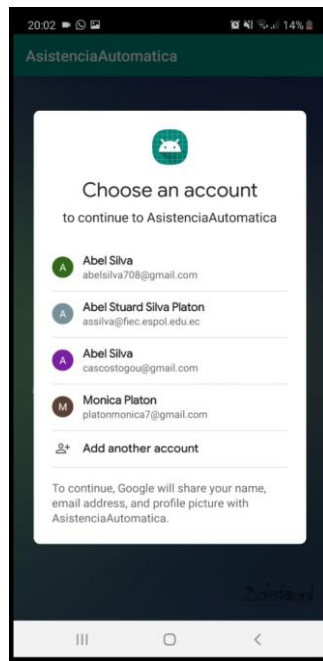 20:02 14%
AsistenciaAutomatica
Choose an account
to continue to AsistenciaAutomatica
A Abel Silva
abelsilva708@gmail.com
A Abel Stuard Silva Platon
assilva@fiec.espol.edu.ec
A Abel Silva
cascostogou@gmail.com
M Monica Platon
platonmonica7@gmail.com
Add another account
To continue, Google will share your name,
email address, and profile picture with
AsistenciaAutomatica.